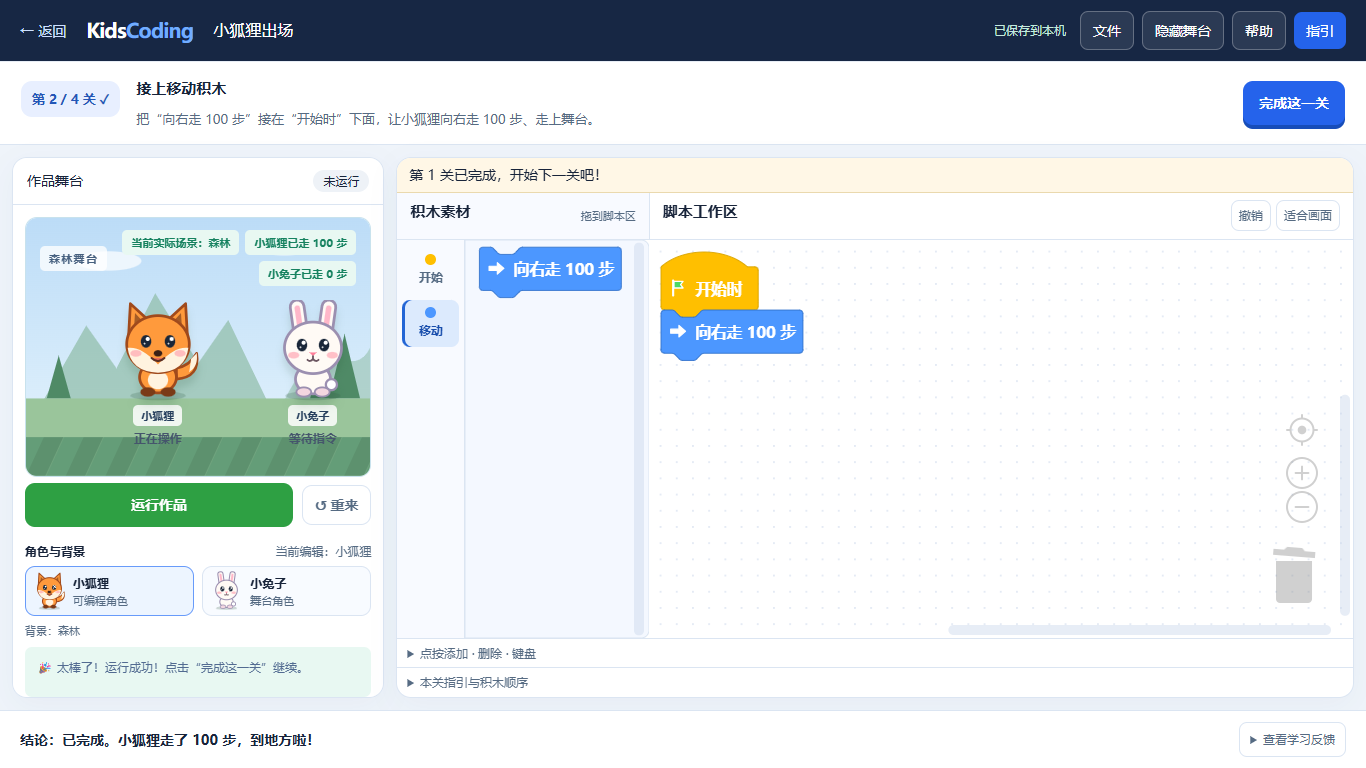 ← 返回 KidsCoding 小狐狸出场 已保存到本机 文件 隐藏舞台 帮助 指引
第 2 / 4 关 ✓
接上移动积木
把“向右走 100 步”接在“开始时”下面，让小狐狸向右走 100 步、走上舞台。
完成这一关
作品舞台 未运行
森林舞台
当前实际场景：森林 小狐狸已走 100 步
小兔子已走 0 步
小狐狸 小兔子
正在操作 等待指令
运行作品 ↺ 重来
角色与背景 当前编辑：小狐狸
小狐狸
可编程角色
小兔子
舞台角色
背景：森林
🎉 太棒了！运行成功！点击“完成这一关”继续。
第 1 关已完成，开始下一关吧！
积木素材 拖到脚本区
脚本工作区 撤销 适合画面
开始
移动
向右走 100 步
开始时
向右走 100 步
▶ 点按添加 · 删除 · 键盘
▶ 本关指引与积木顺序
结论：已完成。小狐狸走了 100 步，到地方啦！
▶ 查看学习反馈